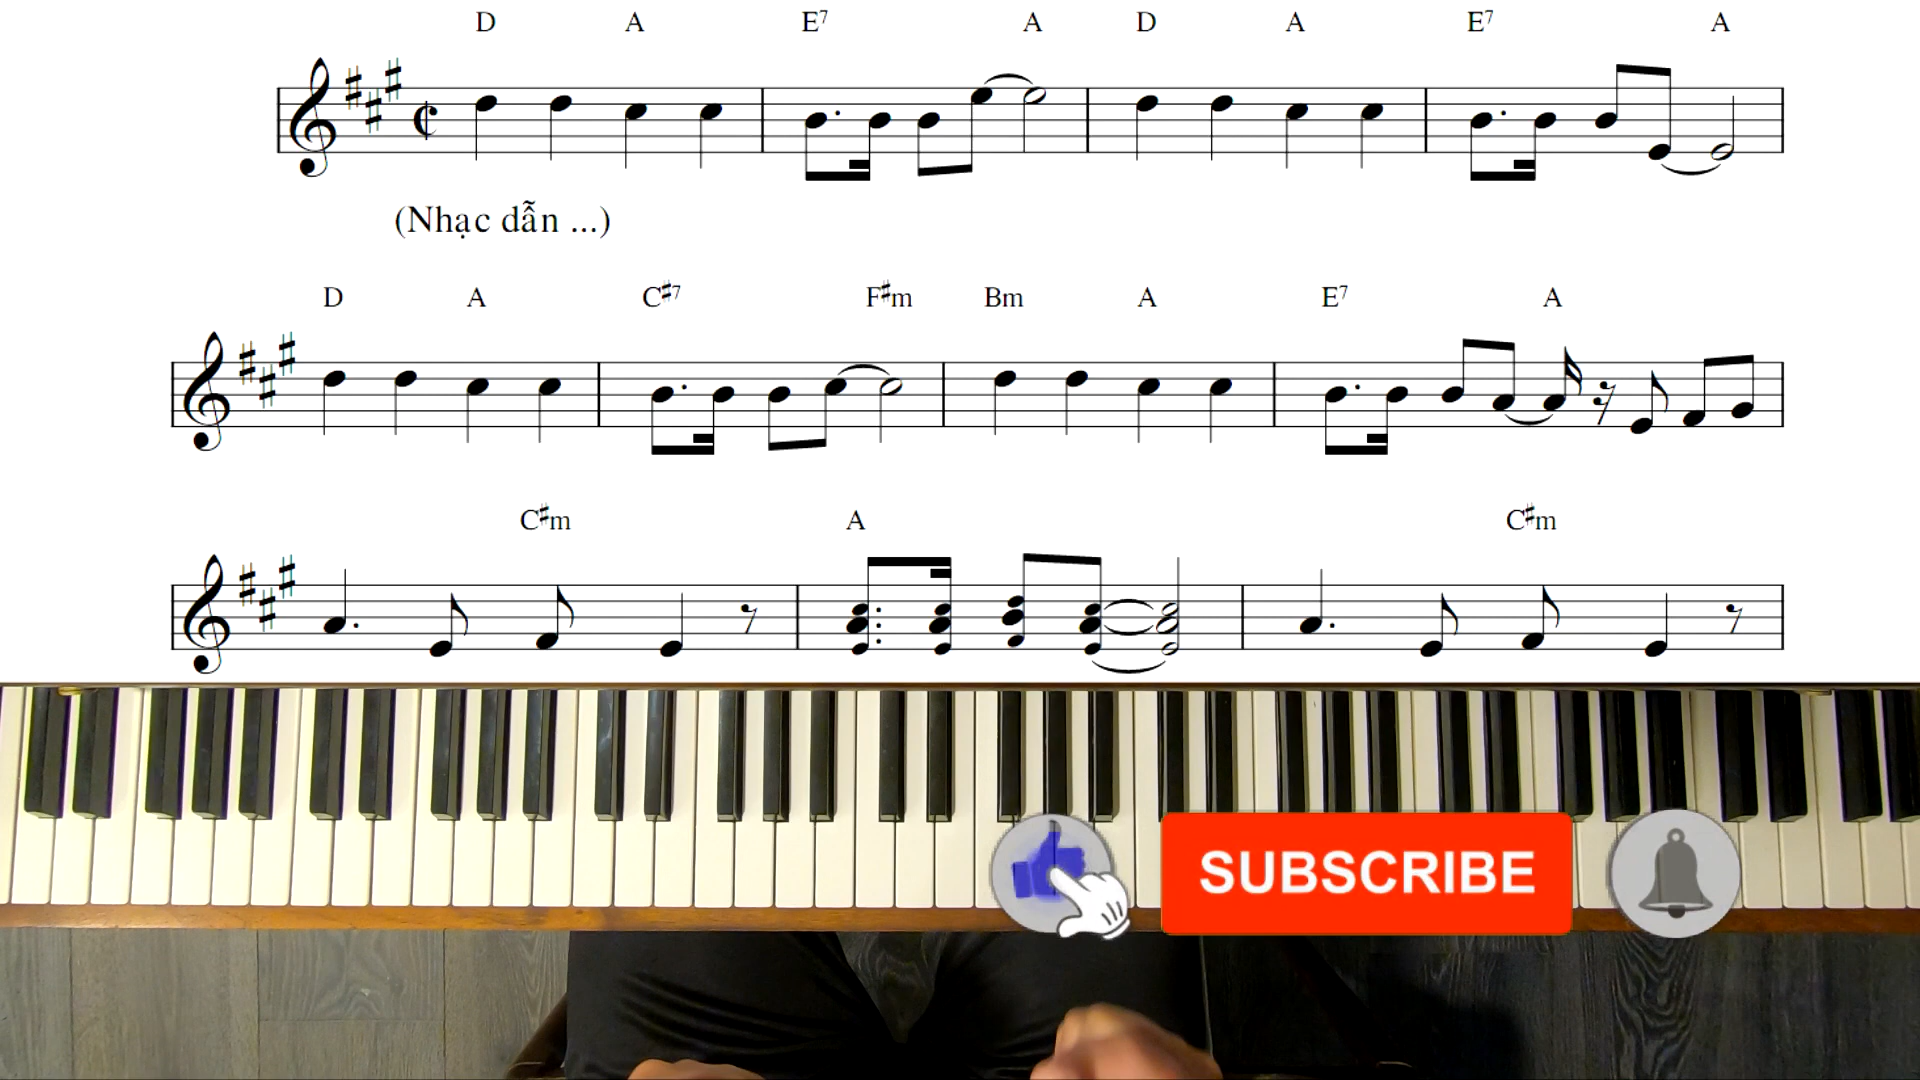 D A E7 A D A E7 A
(Nhạc dẫn ...)
D A C♯7 F♯m Bm A E7 A
C♯m A C♯m
SUBSCRIBE